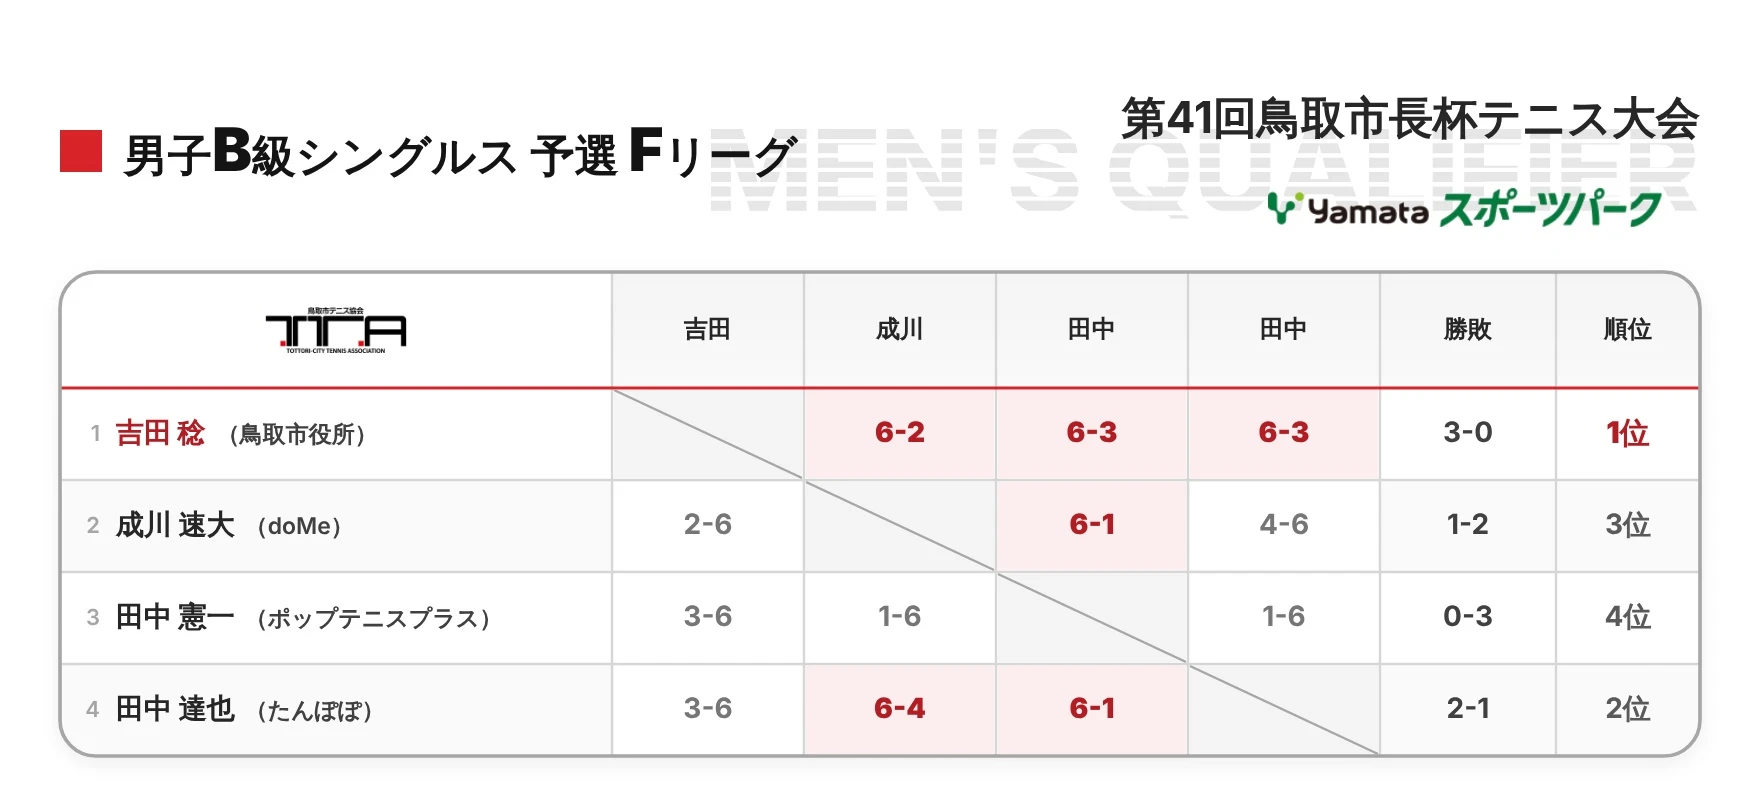 第41回鳥取市長杯テニス大会
男子B級シングルス 予選 Fリーグ
MEN'S QUALIFIER
Yamata スポーツパーク
鳥取市テニス協会
TTA
TOTTORI-CITY TENNIS ASSOCIATION
吉田 成川 田中 田中 勝敗 順位
1 吉田 稔 （鳥取市役所） 6-2 6-3 6-3 3-0 1位
2 成川 速大 （doMe） 2-6 6-1 4-6 1-2 3位
3 田中 憲一 （ポップテニスプラス） 3-6 1-6 1-6 0-3 4位
4 田中 達也 （たんぽぽ） 3-6 6-4 6-1 2-1 2位